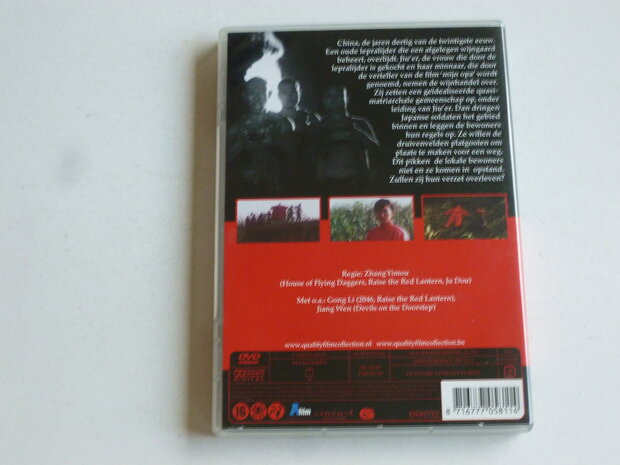 China, de jaren dertig van de twintigste eeuw.
Een oude lepralijder die een afgelegen wijngaard
beheert, overlijdt. Jiu'er, de vrouw die door de
lepralijder is gekocht en haar minnaar, die door
de verteller van de film 'mijn opa' wordt
genoemd, nemen de wijnhandel over.
Zij zetten een geïdealiseerde quasi-
matriarchale gemeenschap op, onder
leiding van Jiu'er. Dan dringen
Japanse soldaten het gebied
binnen en leggen de bewoners
hun regels op. Ze willen de
druivenvelden platgooien om
plaats te maken voor een weg.
Dit pikken de lokale bewoners
niet en ze komen in opstand.
Zullen zij hun verzet overleven?
Regie: Zhang Yimou
(House of Flying Daggers, Raise the Red Lantern, Ju Dou)
Met o.a.: Gong Li (2046, Raise the Red Lantern),
Jiang Wen (Devils on the Doorstep)
www.qualityfilmcollection.nl www.qualityfilmcollection.be
DVD
DIGITAL
16
Afilm
8 716777 058114